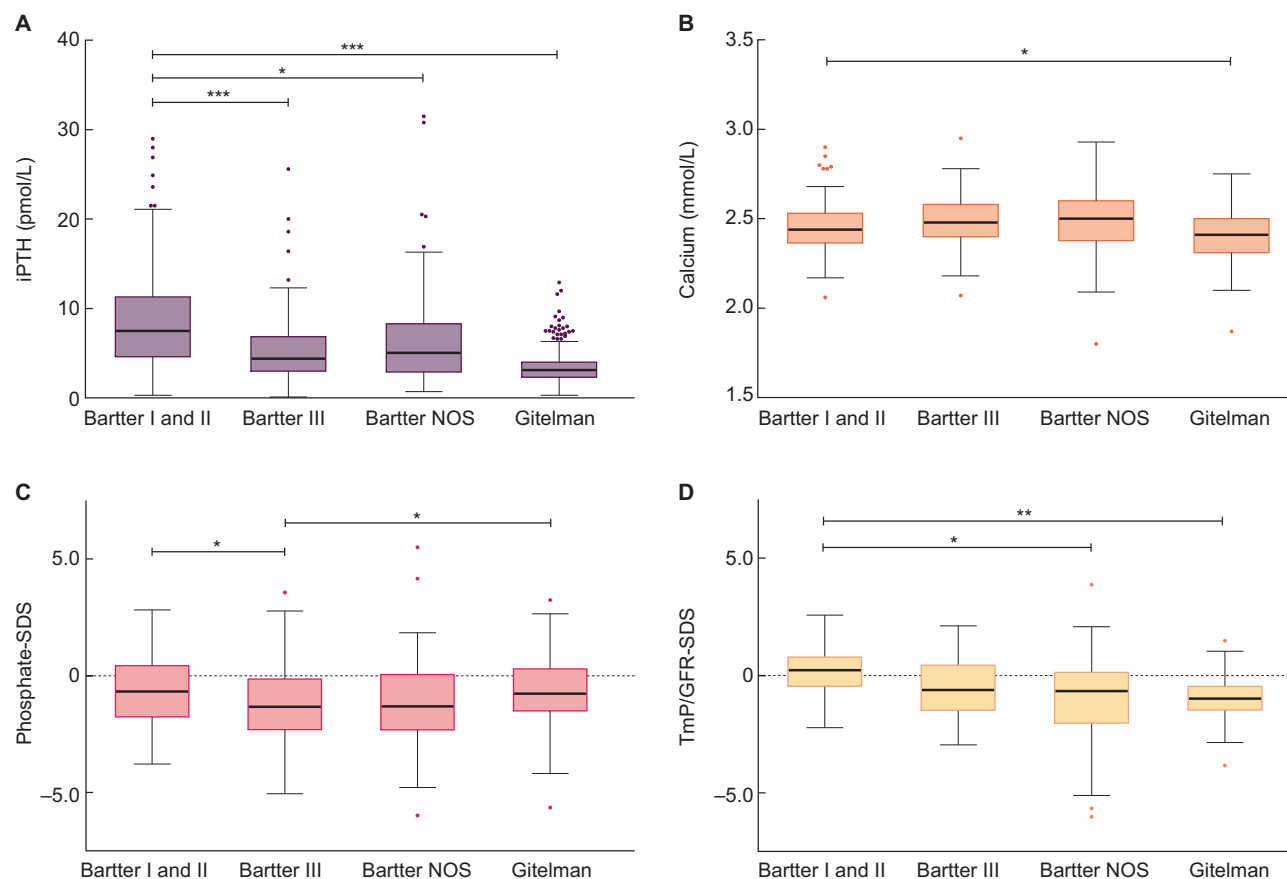 A
iPTH (pmol/L)
40
30
20
10
0
***
*
***
Bartter I and II Bartter III Bartter NOS Gitelman
B
Calcium (mmol/L)
3.5
3.0
2.5
2.0
1.5
*
Bartter I and II Bartter III Bartter NOS Gitelman
C
Phosphate-SDS
5.0
0
–5.0
*
*
Bartter I and II Bartter III Bartter NOS Gitelman
D
TmP/GFR-SDS
5.0
0
–5.0
**
*
Bartter I and II Bartter III Bartter NOS Gitelman